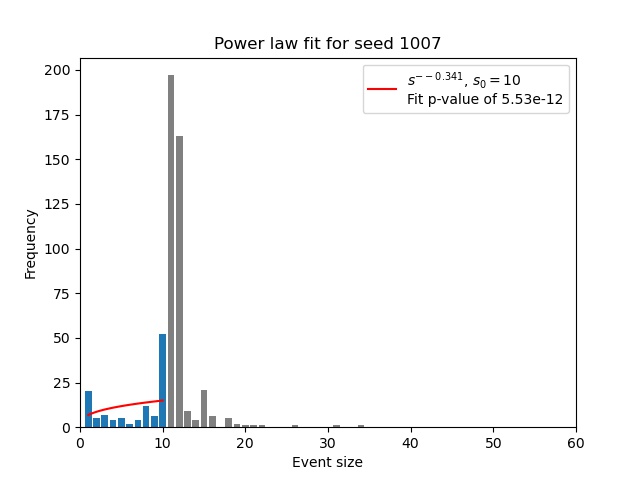 Power law fit for seed 1007
200
175
150
125
100
75
50
25
0
Frequency
s^{--0.341}, s_0 = 10
Fit p-value of 5.53e-12
0 10 20 30 40 50 60
Event size